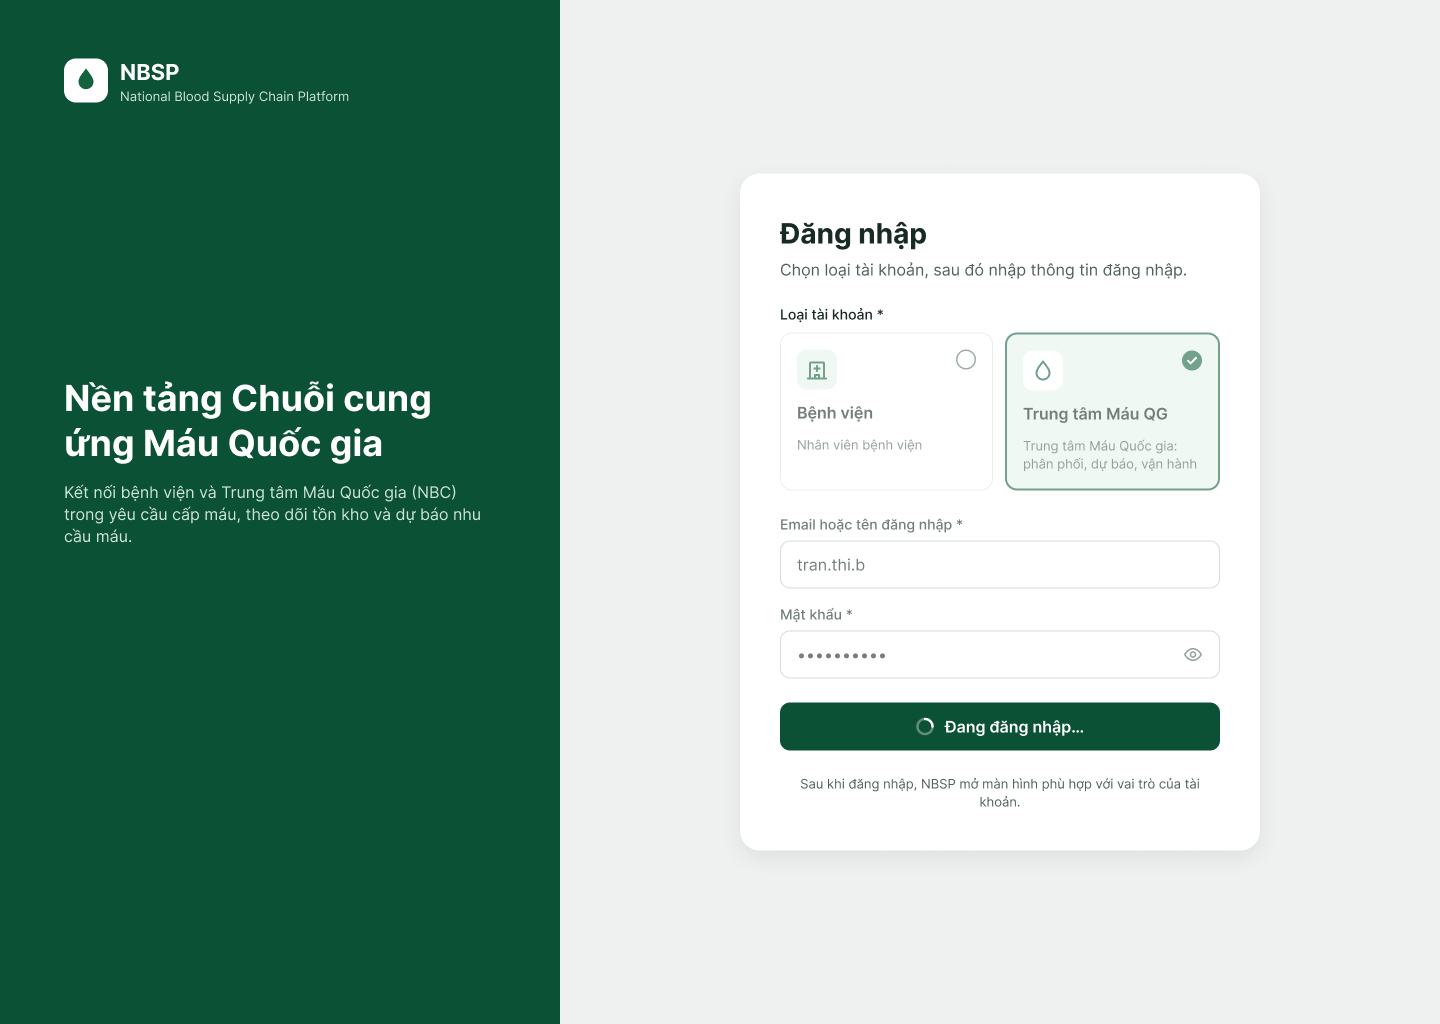 NBSP
National Blood Supply Chain Platform
Nền tảng Chuỗi cung
ứng Máu Quốc gia
Kết nối bệnh viện và Trung tâm Máu Quốc gia (NBC)
trong yêu cầu cấp máu, theo dõi tồn kho và dự báo nhu
cầu máu.
Đăng nhập
Chọn loại tài khoản, sau đó nhập thông tin đăng nhập.
Loại tài khoản *
Bệnh viện
Nhân viên bệnh viện
Trung tâm Máu QG
Trung tâm Máu Quốc gia:
phân phối, dự báo, vận hành
Email hoặc tên đăng nhập *
tran.thi.b
Mật khẩu *
••••••••••
Đang đăng nhập...
Sau khi đăng nhập, NBSP mở màn hình phù hợp với vai trò của tài
khoản.